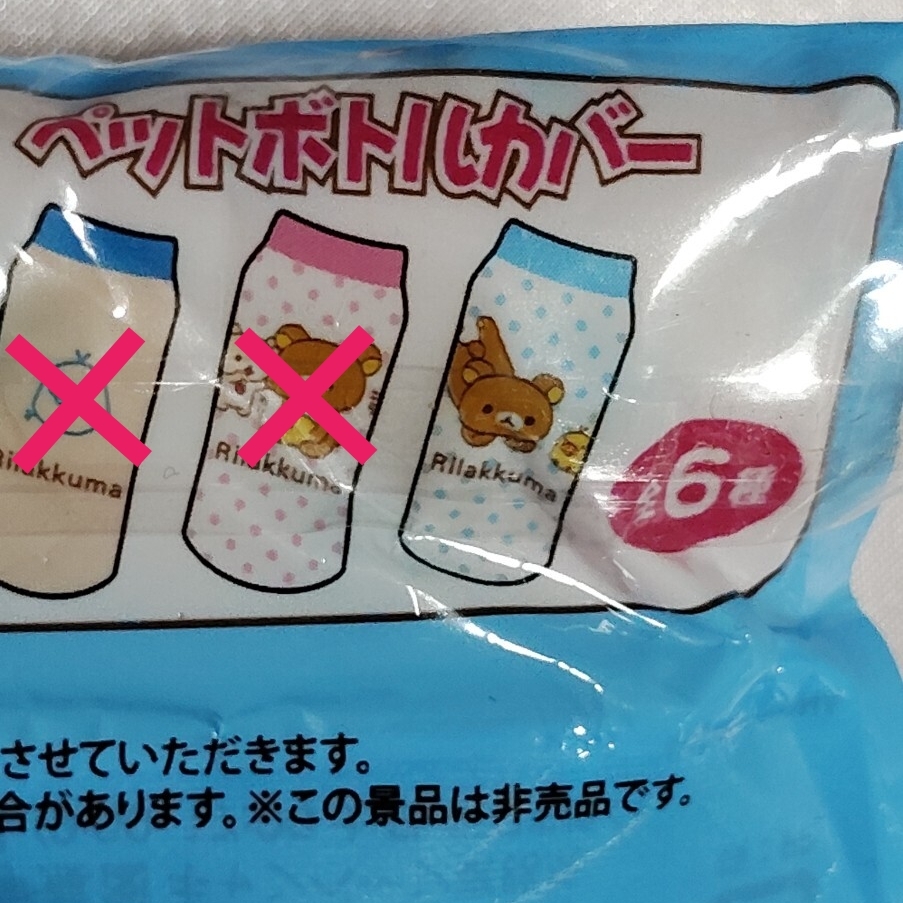 ペットボトルカバー
Rilakkuma
Rilakkuma
Rilakkuma
全6種
させていただきます。
合があります。※この景品は非売品です。